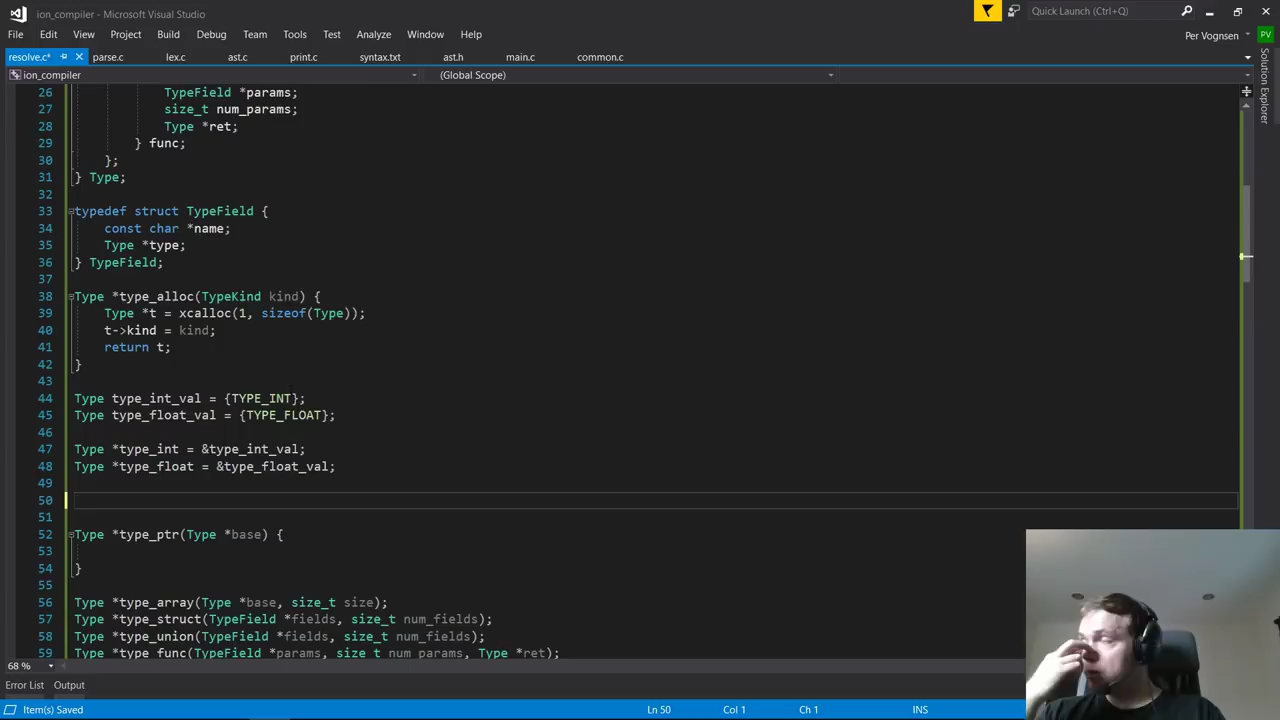 ion_compiler - Microsoft Visual Studio
Quick Launch (Ctrl+Q)
File Edit View Project Build Debug Team Tools Test Analyze Window Help
Per Vognsen PV
resolve.c* parse.c lex.c ast.c print.c syntax.txt ast.h main.c common.c
ion_compiler (Global Scope)
Solution Explorer
26 TypeField *params;
27 size_t num_params;
28 Type *ret;
29 } func;
30 };
31 } Type;
32
33 typedef struct TypeField {
34 const char *name;
35 Type *type;
36 } TypeField;
37
38 Type *type_alloc(TypeKind kind) {
39 Type *t = xcalloc(1, sizeof(Type));
40 t->kind = kind;
41 return t;
42 }
43
44 Type type_int_val = {TYPE_INT};
45 Type type_float_val = {TYPE_FLOAT};
46
47 Type *type_int = &type_int_val;
48 Type *type_float = &type_float_val;
49
50
51
52 Type *type_ptr(Type *base) {
53
54 }
55
56 Type *type_array(Type *base, size_t size);
57 Type *type_struct(TypeField *fields, size_t num_fields);
58 Type *type_union(TypeField *fields, size_t num_fields);
59 Type *type_func(TypeField *params, size_t num_params, Type *ret);
68 %
Error List Output
Item(s) Saved Ln 50 Col 1 Ch 1 INS